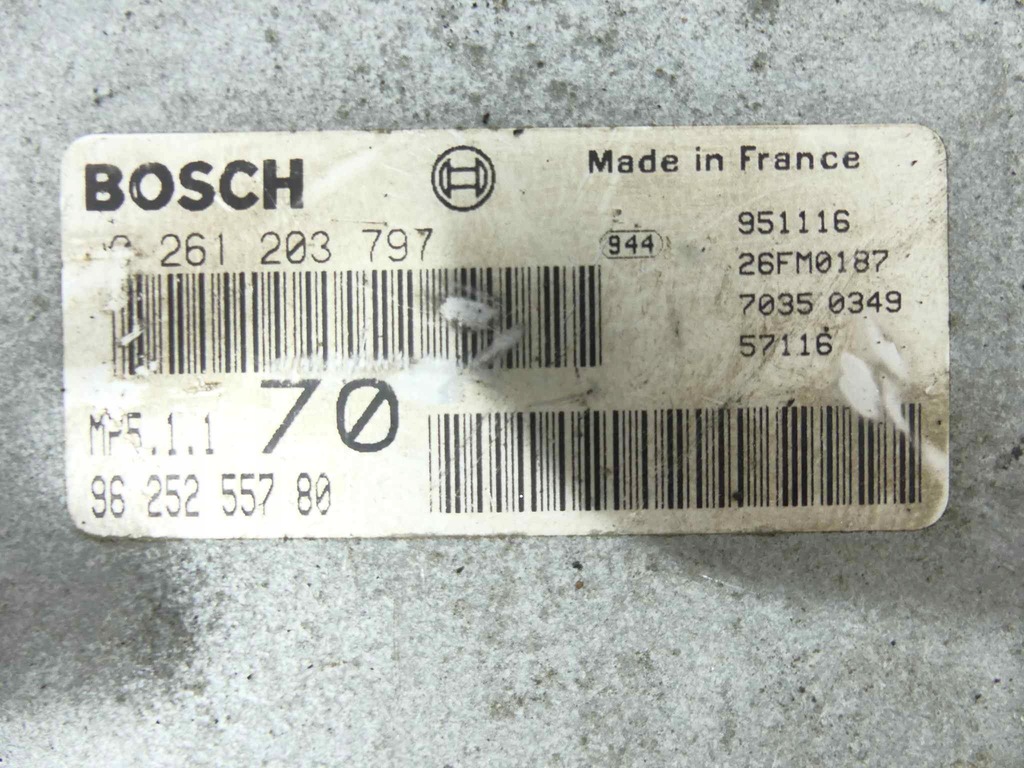 BOSCH
Made in France
261 203 797
944
951116
26FM0187
7035 0349
57116
70
MP5.1.1
96 252 557 80